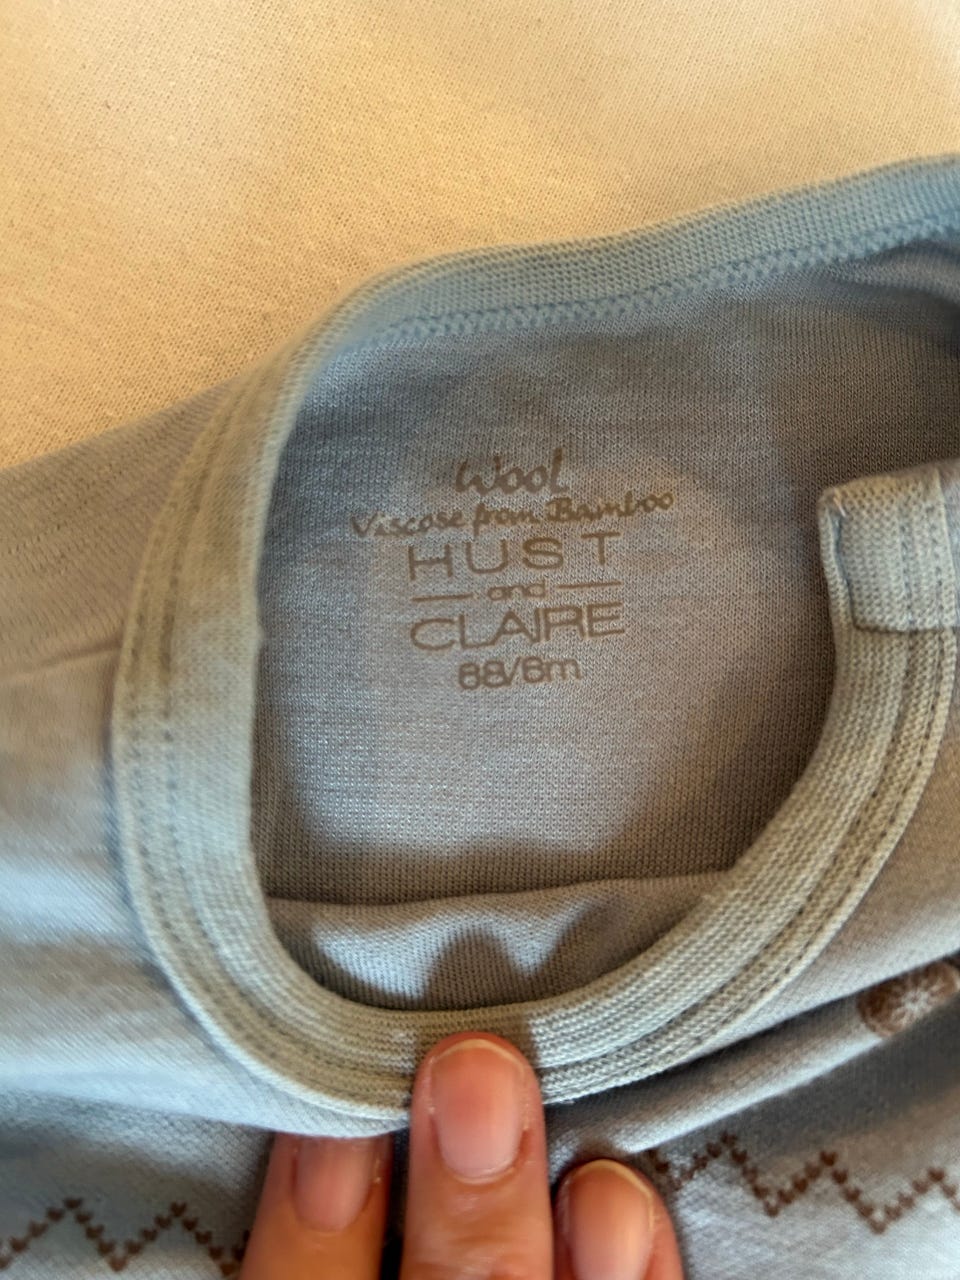 Wool
Viscose from Bamboo
HUST
and
CLAIRE
68/6m